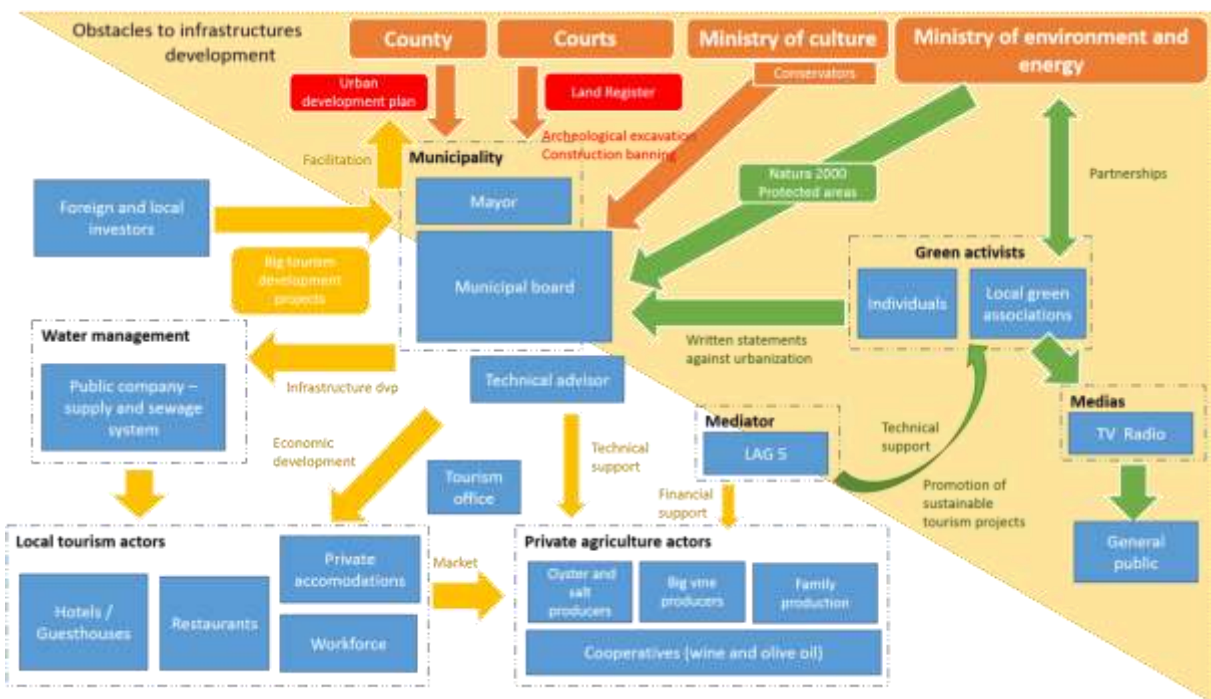 Obstacles to infrastructures
development
County
Courts
Ministry of culture
Conservators
Ministry of environment and
energy
Urban
development plan
Land Register
Archeological excavation
Construction banning
Facilitation
Municipality
Mayor
Municipal board
Natura 2000
Protected areas
Partnerships
Foreign and local
investors
Big tourism
development
projects
Green activists
Individuals
Local green
associations
Written statements
against urbanization
Water management
Public company –
supply and sewage
system
Infrastructure dvp
Technical advisor
Economic
development
Technical
support
Tourism
office
Mediator
LAG 5
Financial
support
Technical
support
Promotion of
sustainable
tourism projects
Medias
TV Radio
General
public
Local tourism actors
Hotels /
Guesthouses
Restaurants
Private
accomodations
Workforce
Market
Private agriculture actors
Oyster and
salt
producers
Big vine
producers
Family
production
Cooperatives (wine and olive oil)